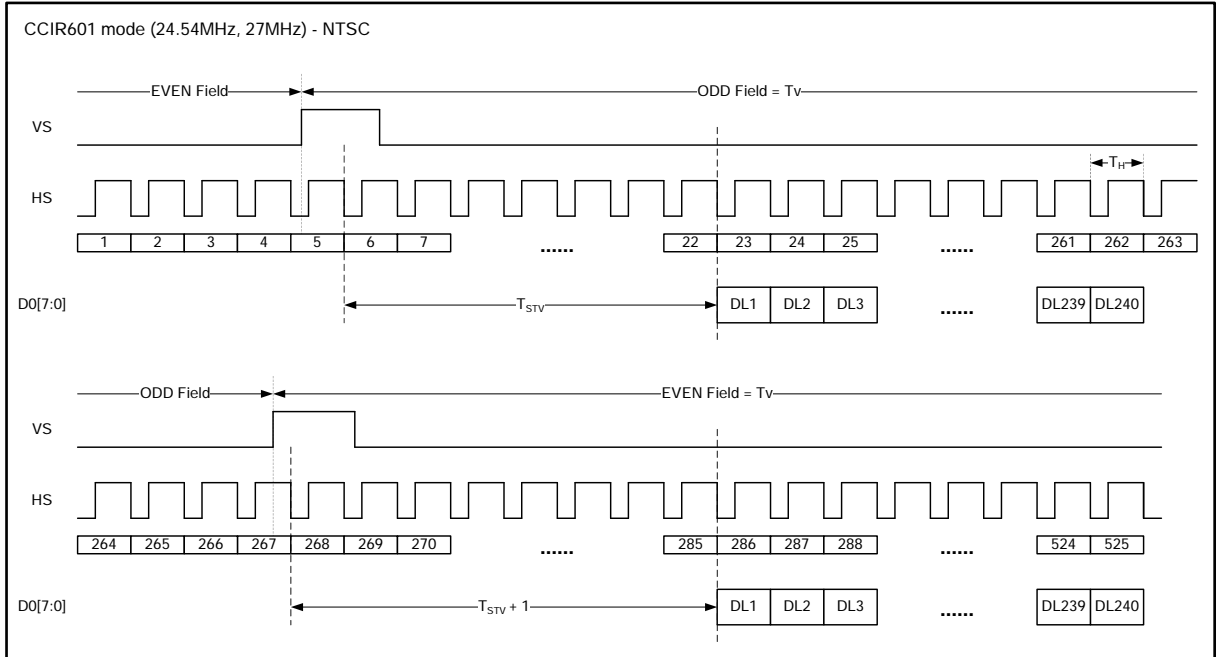 CCIR601 mode (24.54MHz, 27MHz) - NTSC
EVEN Field
ODD Field = Tv
VS
HS
TH
1 2 3 4 5 6 7 ...... 22 23 24 25 ...... 261 262 263
D0[7:0]
TSTV
DL1 DL2 DL3 ...... DL239 DL240
ODD Field
EVEN Field = Tv
VS
HS
264 265 266 267 268 269 270 ...... 285 286 287 288 ...... 524 525
D0[7:0]
TSTV + 1
DL1 DL2 DL3 ...... DL239 DL240